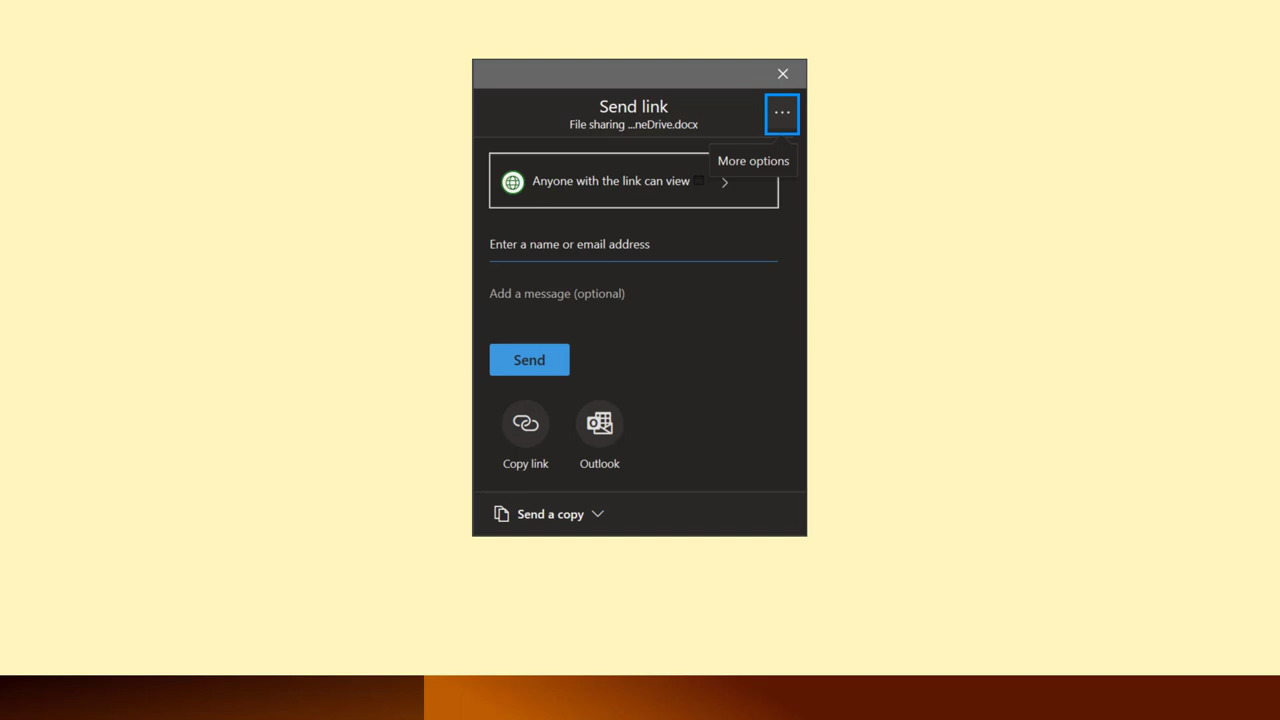 Send link
File sharing ...neDrive.docx
...
More options
Anyone with the link can view
Enter a name or email address
Add a message (optional)
Send
Copy link
Outlook
Send a copy